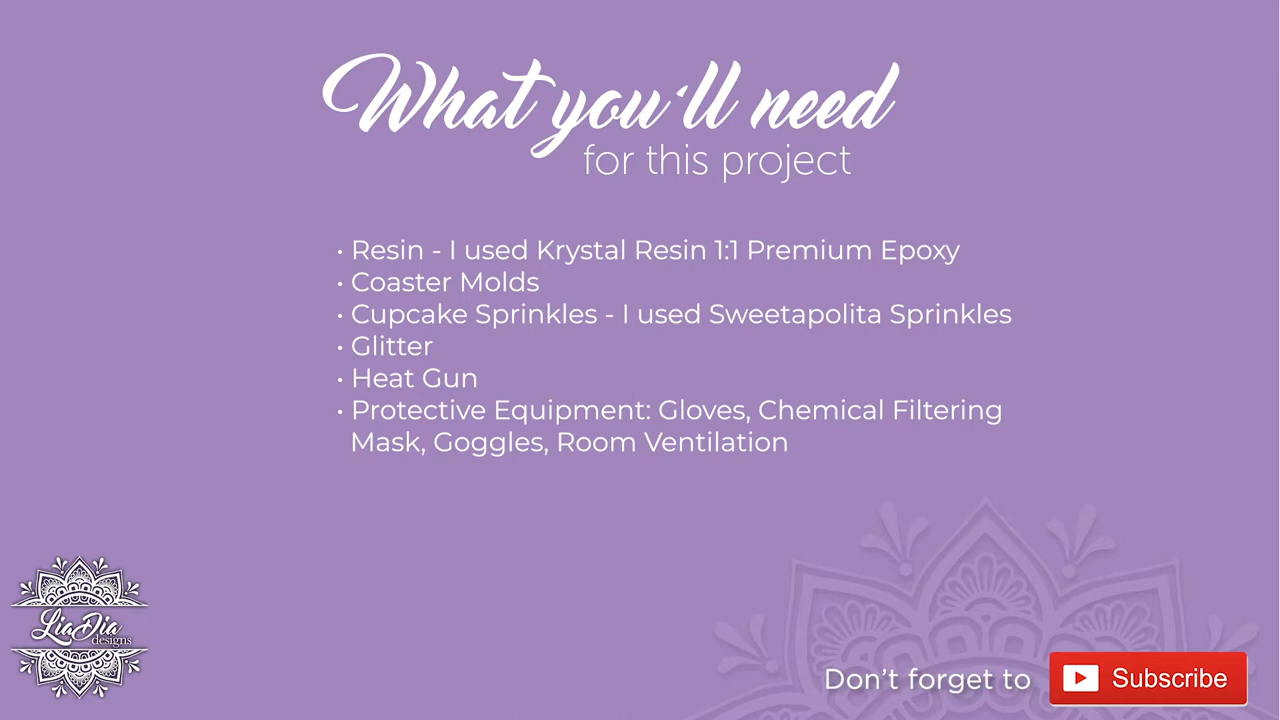 What you'll need
for this project
• Resin - I used Krystal Resin 1:1 Premium Epoxy
• Coaster Molds
• Cupcake Sprinkles - I used Sweetapolita Sprinkles
• Glitter
• Heat Gun
• Protective Equipment: Gloves, Chemical Filtering
Mask, Goggles, Room Ventilation
LiaDia
designs
Don't forget to
Subscribe